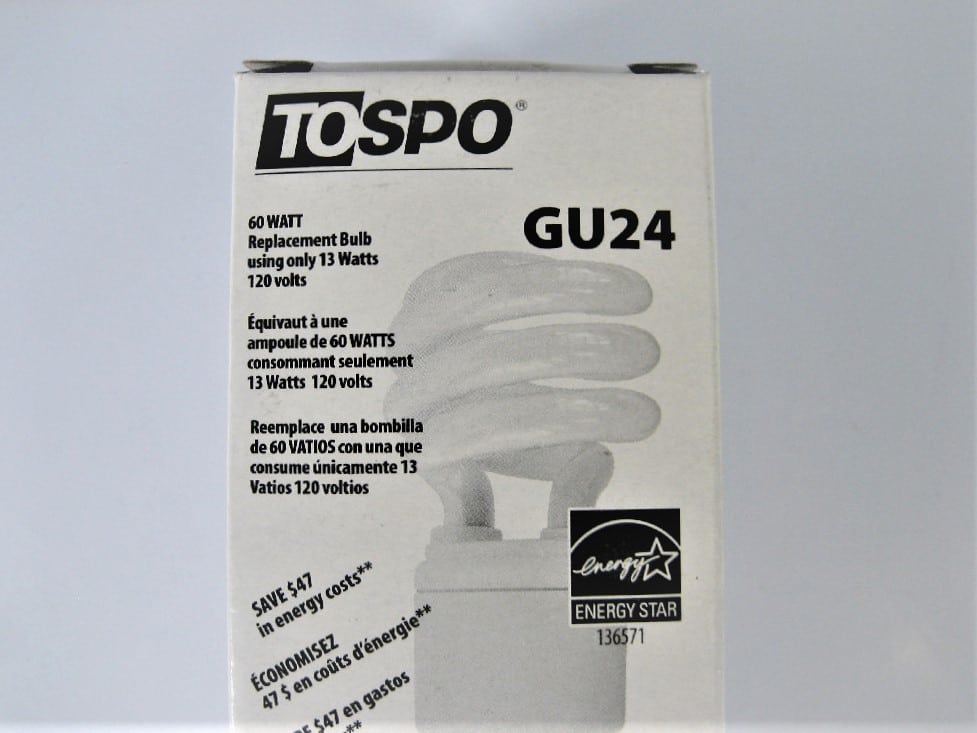 TOSPO®
GU24
60 WATT
Replacement Bulb
using only 13 Watts
120 volts
Équivaut à une
ampoule de 60 WATTS
consommant seulement
13 Watts 120 volts
Reemplace una bombilla
de 60 VATIOS con una que
consume únicamente 13
Vatios 120 voltios
SAVE $47
in energy costs**
ÉCONOMISEZ
47 $ en coûts d'énergie**
$47 en gastos
**
energy
ENERGY STAR
136571